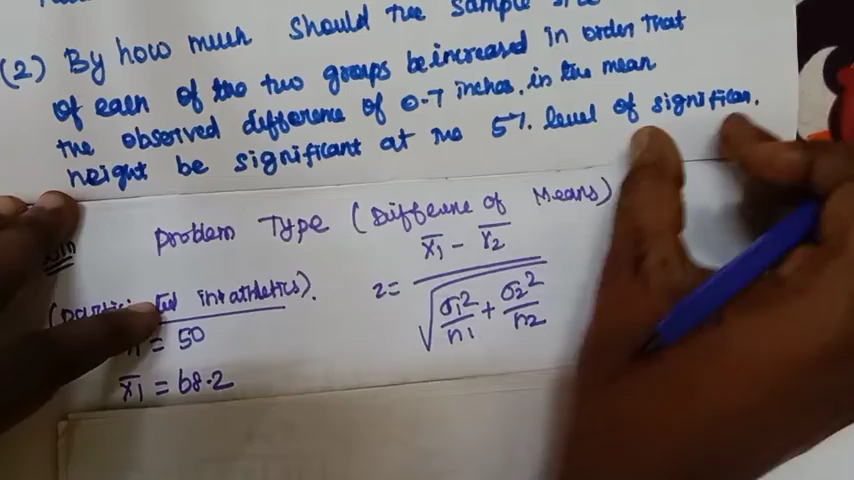 should the sample
(2) By how much
of each of the two groups be increased in order that
the observed difference of 0.7 inches in the mean
height be significant at the 5% level of significan.
Problem Type (Difference of Means)
z = x̄1 - x̄2 / √(σ1²/n1 + σ2²/n2)
in athletics).
= 50
x̄1 = 68.2